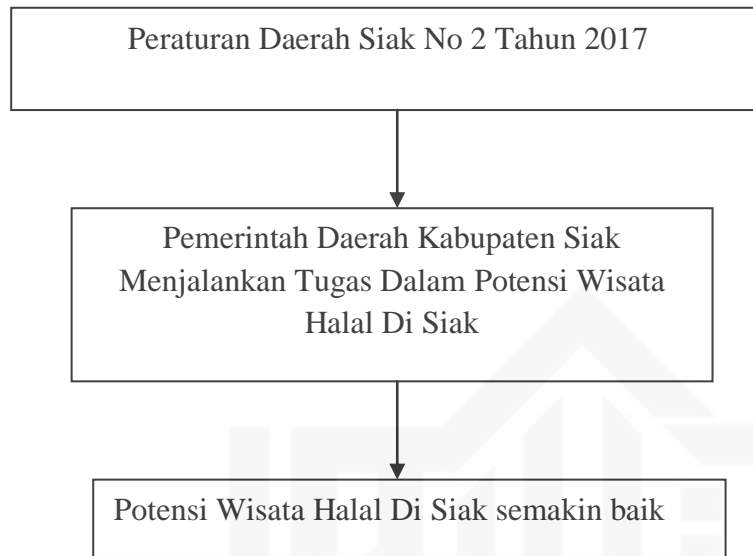 Peraturan Daerah Siak No 2 Tahun 2017
Pemerintah Daerah Kabupaten Siak
Menjalankan Tugas Dalam Potensi Wisata
Halal Di Siak
Potensi Wisata Halal Di Siak semakin baik